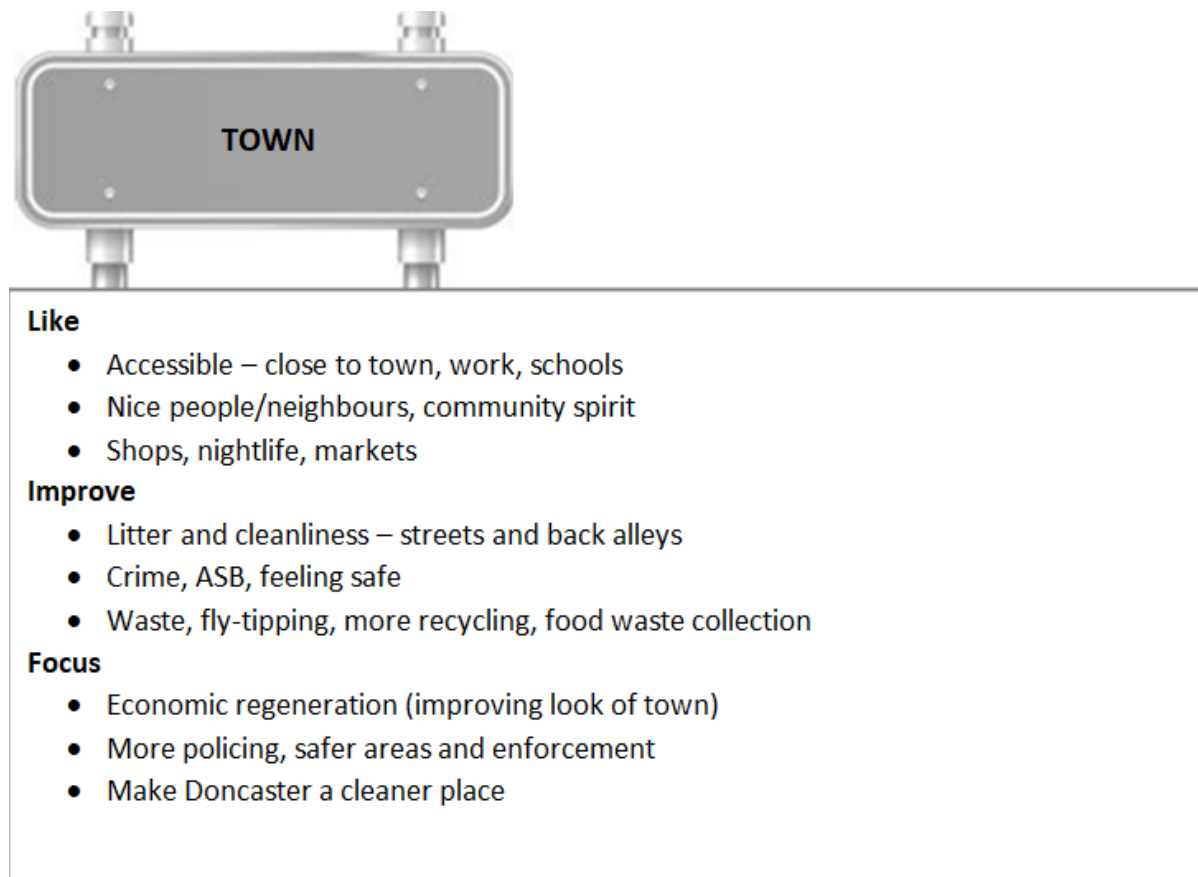 TOWN
Like
• Accessible – close to town, work, schools
• Nice people/neighbours, community spirit
• Shops, nightlife, markets
Improve
• Litter and cleanliness – streets and back alleys
• Crime, ASB, feeling safe
• Waste, fly-tipping, more recycling, food waste collection
Focus
• Economic regeneration (improving look of town)
• More policing, safer areas and enforcement
• Make Doncaster a cleaner place